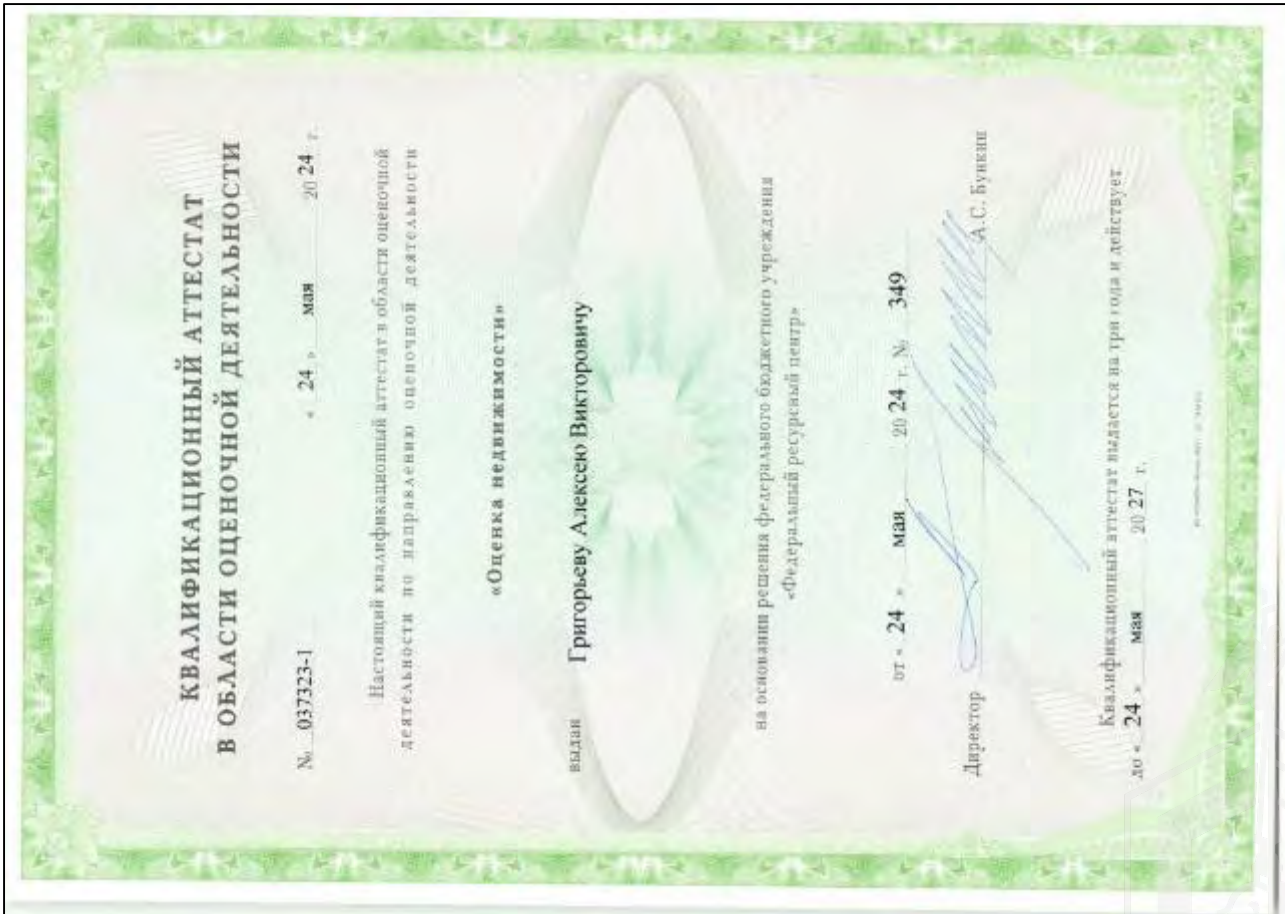 КВАЛИФИКАЦИОННЫЙ АТТЕСТАТ
В ОБЛАСТИ ОЦЕНОЧНОЙ ДЕЯТЕЛЬНОСТИ
№ 037323-1 « 24 » мая 20 24 г.
Настоящий квалификационный аттестат в области оценочной
деятельности по направлению оценочной деятельности
«Оценка недвижимости»
выдан Григорьеву Алексею Викторовичу
на основании решения федерального бюджетного учреждения
«Федеральный ресурсный центр»
от « 24 » мая 20 24 г. № 349
Директор А.С. Бункин
Квалификационный аттестат выдается на три года и действует
до « 24 » мая 20 27 г.